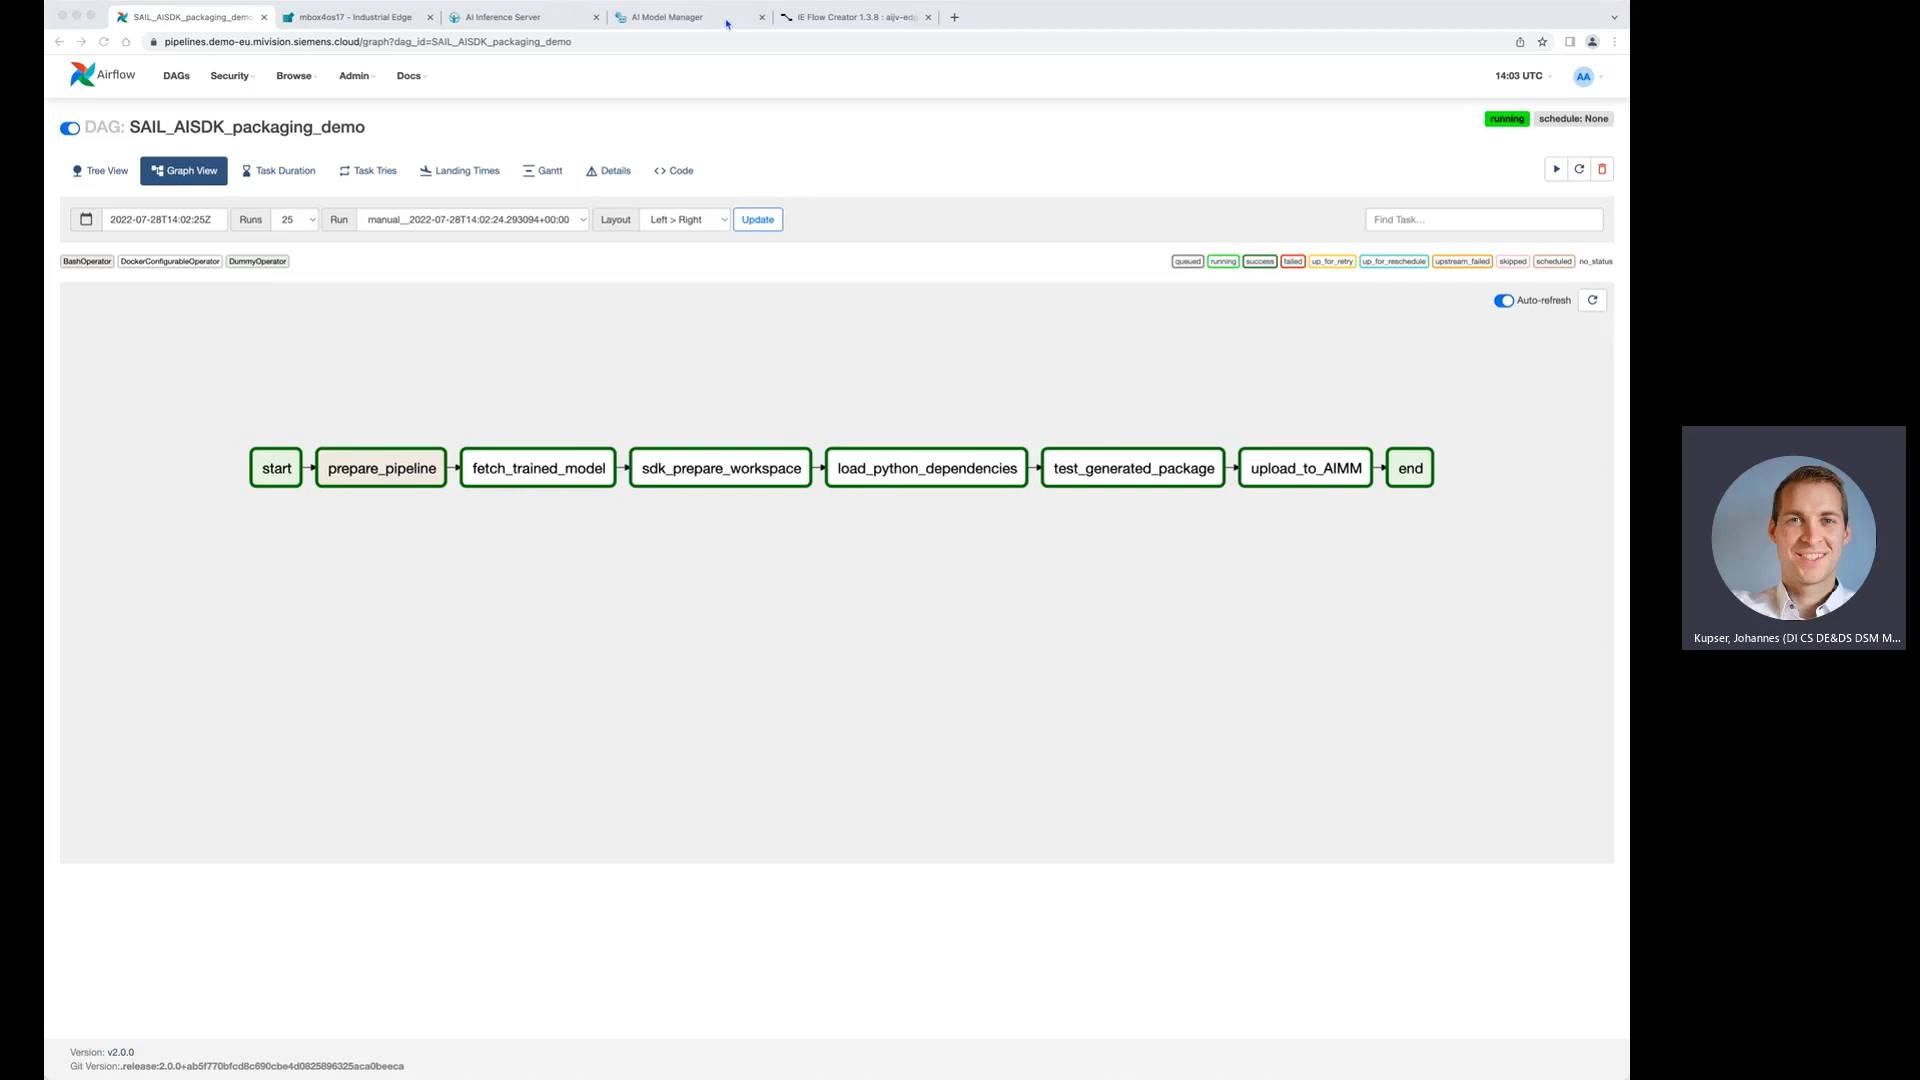 SAIL_AISDK_packaging_demo
mbox4os17 - Industrial Edge
AI Inference Server
AI Model Manager
IE Flow Creator 1.3.8 : aijv-edg
pipelines.demo-eu.mivision.siemens.cloud/graph?dag_id=SAIL_AISDK_packaging_demo
Airflow
DAGs
Security
Browse
Admin
Docs
14:03 UTC
AA
DAG: SAIL_AISDK_packaging_demo
running
schedule: None
Tree View
Graph View
Task Duration
Task Tries
Landing Times
Gantt
Details
<> Code
2022-07-28T14:02:25Z
Runs
25
Run
manual__2022-07-28T14:02:24.293094+00:00
Layout
Left > Right
Update
Find Task...
BashOperator
DockerConfigurableOperator
DummyOperator
queued
running
success
failed
up_for_retry
up_for_reschedule
upstream_failed
skipped
scheduled
no_status
Auto-refresh
start
prepare_pipeline
fetch_trained_model
sdk_prepare_workspace
load_python_dependencies
test_generated_package
upload_to_AIMM
end
Kupser, Johannes (DI CS DE&DS DSM M...
Version: v2.0.0
Git Version:.release:2.0.0+ab5f770bfcd8c690cbe4d0825896325aca0beeca